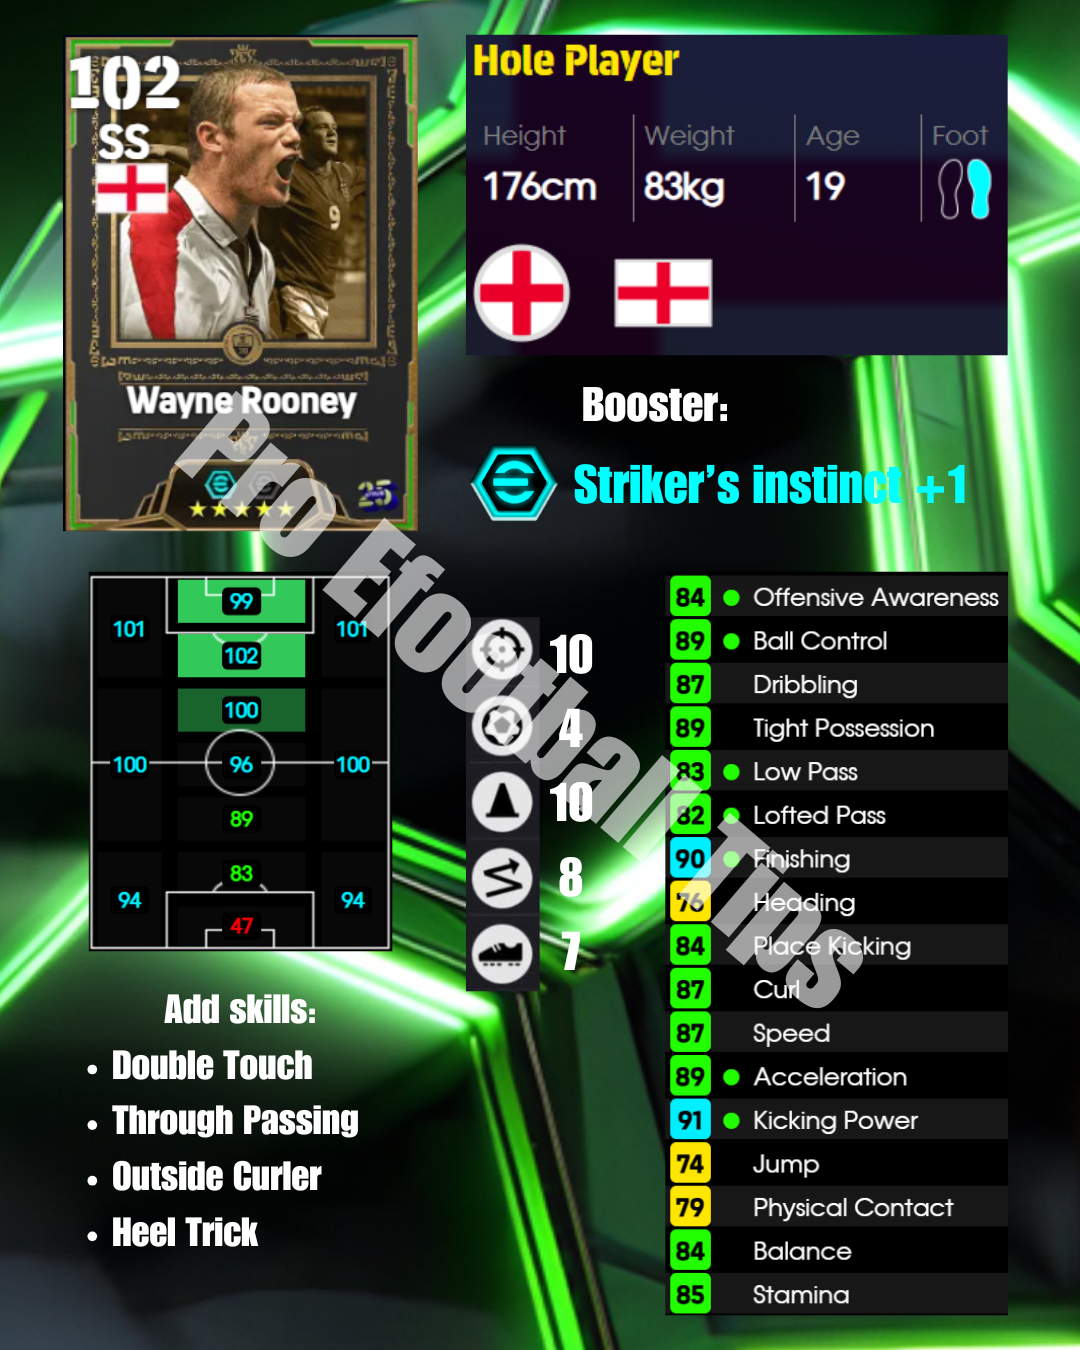 102
SS
9
Wayne Rooney
25
Hole Player
Height Weight Age Foot
176cm 83kg 19
Booster:
Striker's instinct +1
99
101 101
102
100
100 96 100
89
83
94 94
47
10
4
10
8
7
84 Offensive Awareness
89 Ball Control
87 Dribbling
89 Tight Possession
83 Low Pass
82 Lofted Pass
90 Finishing
76 Heading
84 Place Kicking
87 Curl
87 Speed
89 Acceleration
91 Kicking Power
74 Jump
79 Physical Contact
84 Balance
85 Stamina
Add skills:
• Double Touch
• Through Passing
• Outside Curler
• Heel Trick
Pro Efootball Tips